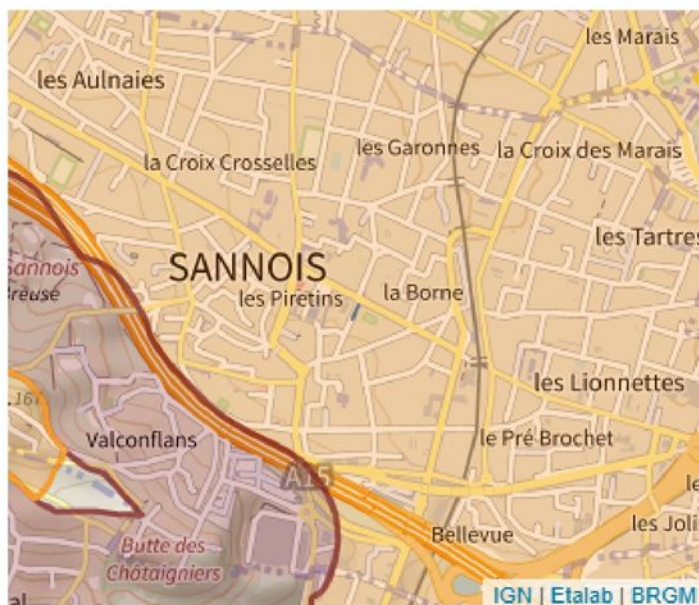 les Marais
les Aulnaies
les Garonnes
la Croix des Marais
la Croix Crosselles
les Tartres
SANNOIS
Sannois
les Piretins
la Borne
les Lionnettes
Valconflans
le Pré Brochet
A15
les Joli
Bellevue
Butte des
Châtaigniers
IGN | Etalab | BRGM